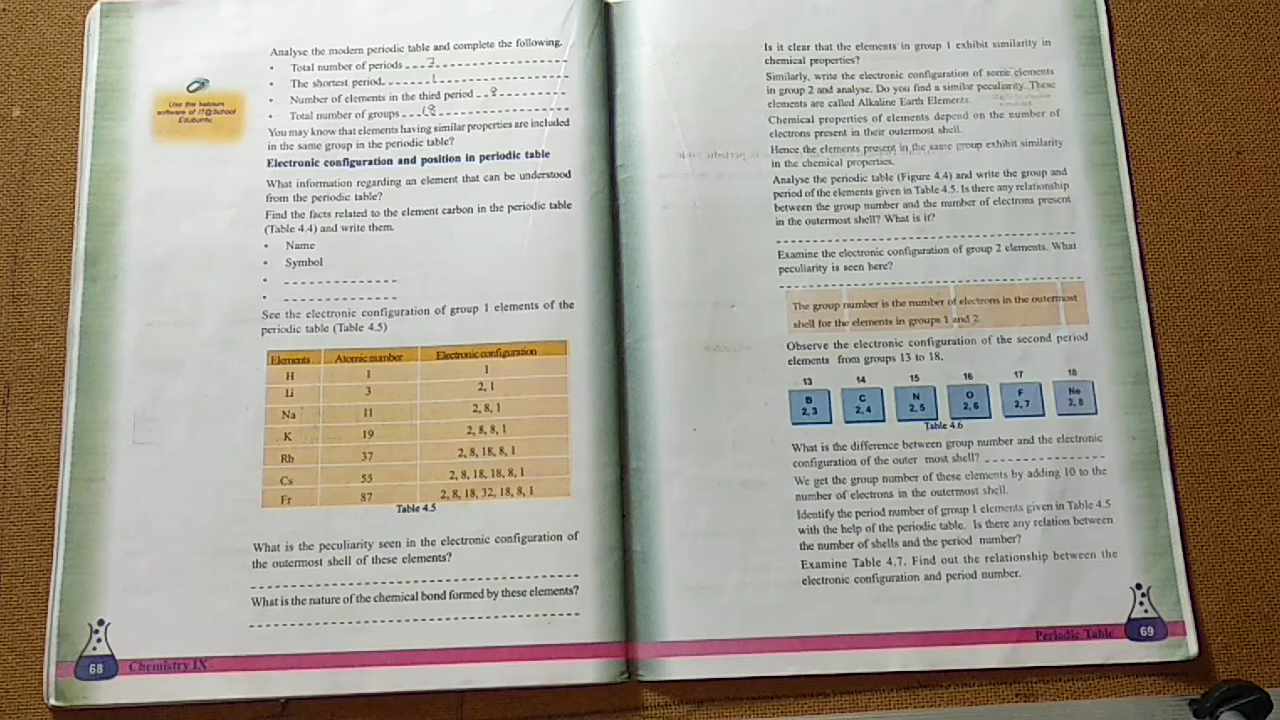 Analyse the modern periodic table and complete the following.
• Total number of periods 7
• The shortest period 1
• Number of elements in the third period 8
• Total number of groups 18
You may know that elements having similar properties are included
in the same group in the periodic table?
Use the kalzium
software of IT@School
Edubuntu
Electronic configuration and position in periodic table
What information regarding an element that can be understood
from the periodic table?
Find the facts related to the element carbon in the periodic table
(Table 4.4) and write them.
• Name
• Symbol
•
•
See the electronic configuration of group 1 elements of the
periodic table (Table 4.5)
Elements Atomic number Electronic configuration
H 1 1
Li 3 2, 1
Na 11 2, 8, 1
K 19 2, 8, 8, 1
Rb 37 2, 8, 18, 8, 1
Cs 55 2, 8, 18, 18, 8, 1
Fr 87 2, 8, 18, 32, 18, 8, 1
Table 4.5
What is the peculiarity seen in the electronic configuration of
the outermost shell of these elements?
What is the nature of the chemical bond formed by these elements?
68 Chemistry IX
Is it clear that the elements in group 1 exhibit similarity in
chemical properties?
Similarly, write the electronic configuration of some elements
in group 2 and analyse. Do you find a similar peculiarity. These
elements are called Alkaline Earth Elements.
Chemical properties of elements depend on the number of
electrons present in their outermost shell.
Hence the elements present in the same group exhibit similarity
in the chemical properties.
Analyse the periodic table (Figure 4.4) and write the group and
period of the elements given in Table 4.5. Is there any relationship
between the group number and the number of electrons present
in the outermost shell? What is it?
Examine the electronic configuration of group 2 elements. What
peculiarity is seen here?
The group number is the number of electrons in the outermost
shell for the elements in groups 1 and 2.
Observe the electronic configuration of the second period
elements from groups 13 to 18.
13 14 15 16 17 18
B C N O F Ne
2, 3 2, 4 2, 5 2, 6 2, 7 2, 8
Table 4.6
What is the difference between group number and the electronic
configuration of the outer most shell?
We get the group number of these elements by adding 10 to the
number of electrons in the outermost shell.
Identify the period number of group 1 elements given in Table 4.5
with the help of the periodic table. Is there any relation between
the number of shells and the period number?
Examine Table 4.7. Find out the relationship between the
electronic configuration and period number.
Periodic Table 69